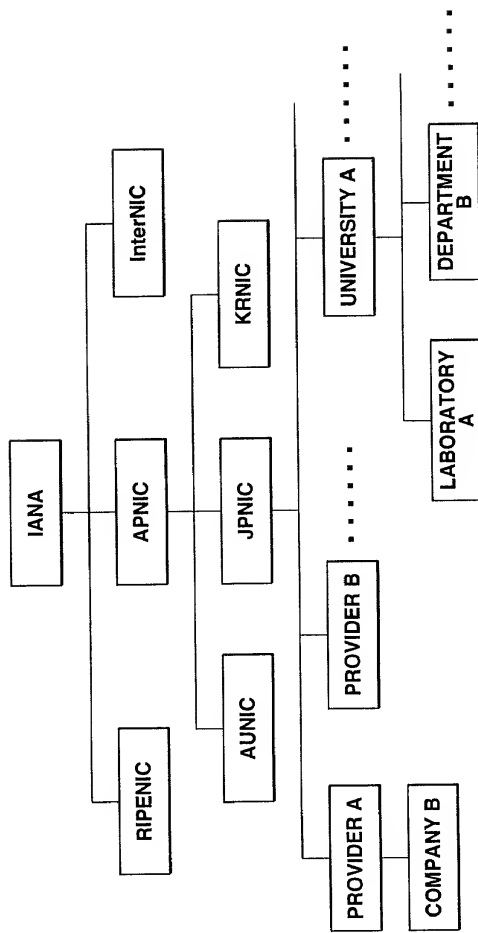 IANA
RIPENIC
APNIC
InterNIC
AUNIC
JPNIC
KRNIC
PROVIDER A
PROVIDER B
UNIVERSITY A
COMPANY B
LABORATORY
A
DEPARTMENT
B